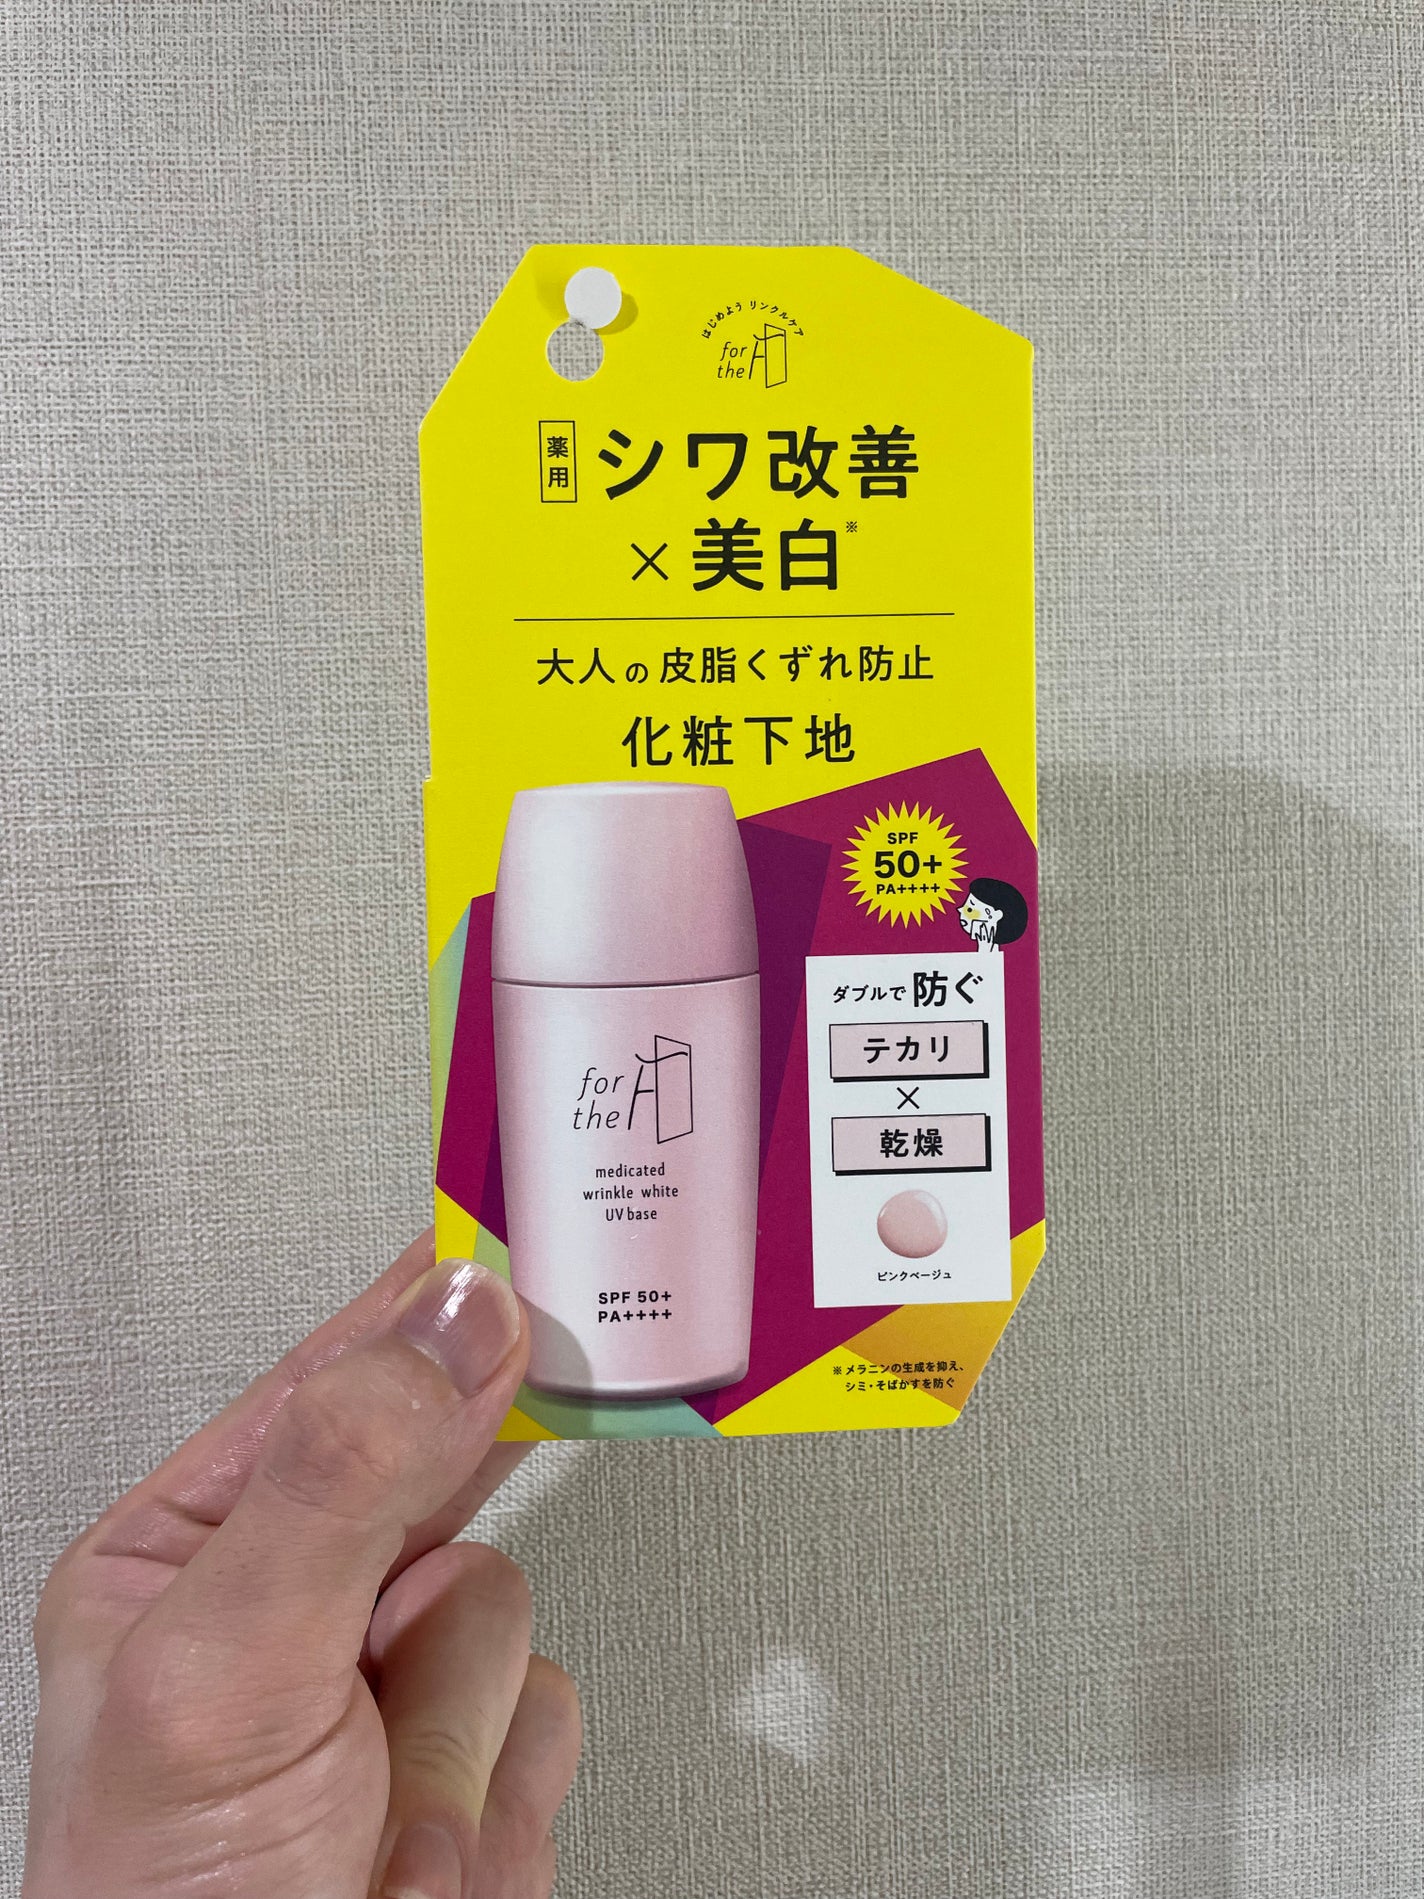 はじめよう リンクルケア
for
the
薬用
シワ改善
×美白※
大人の皮脂くずれ防止
化粧下地
SPF
50+
PA++++
ダブルで防ぐ
テカリ
×
乾燥
ピンクベージュ
for
the
medicated
wrinkle white
UV base
SPF 50+
PA++++
※メラニンの生成を抑え、
シミ・そばかすを防ぐ